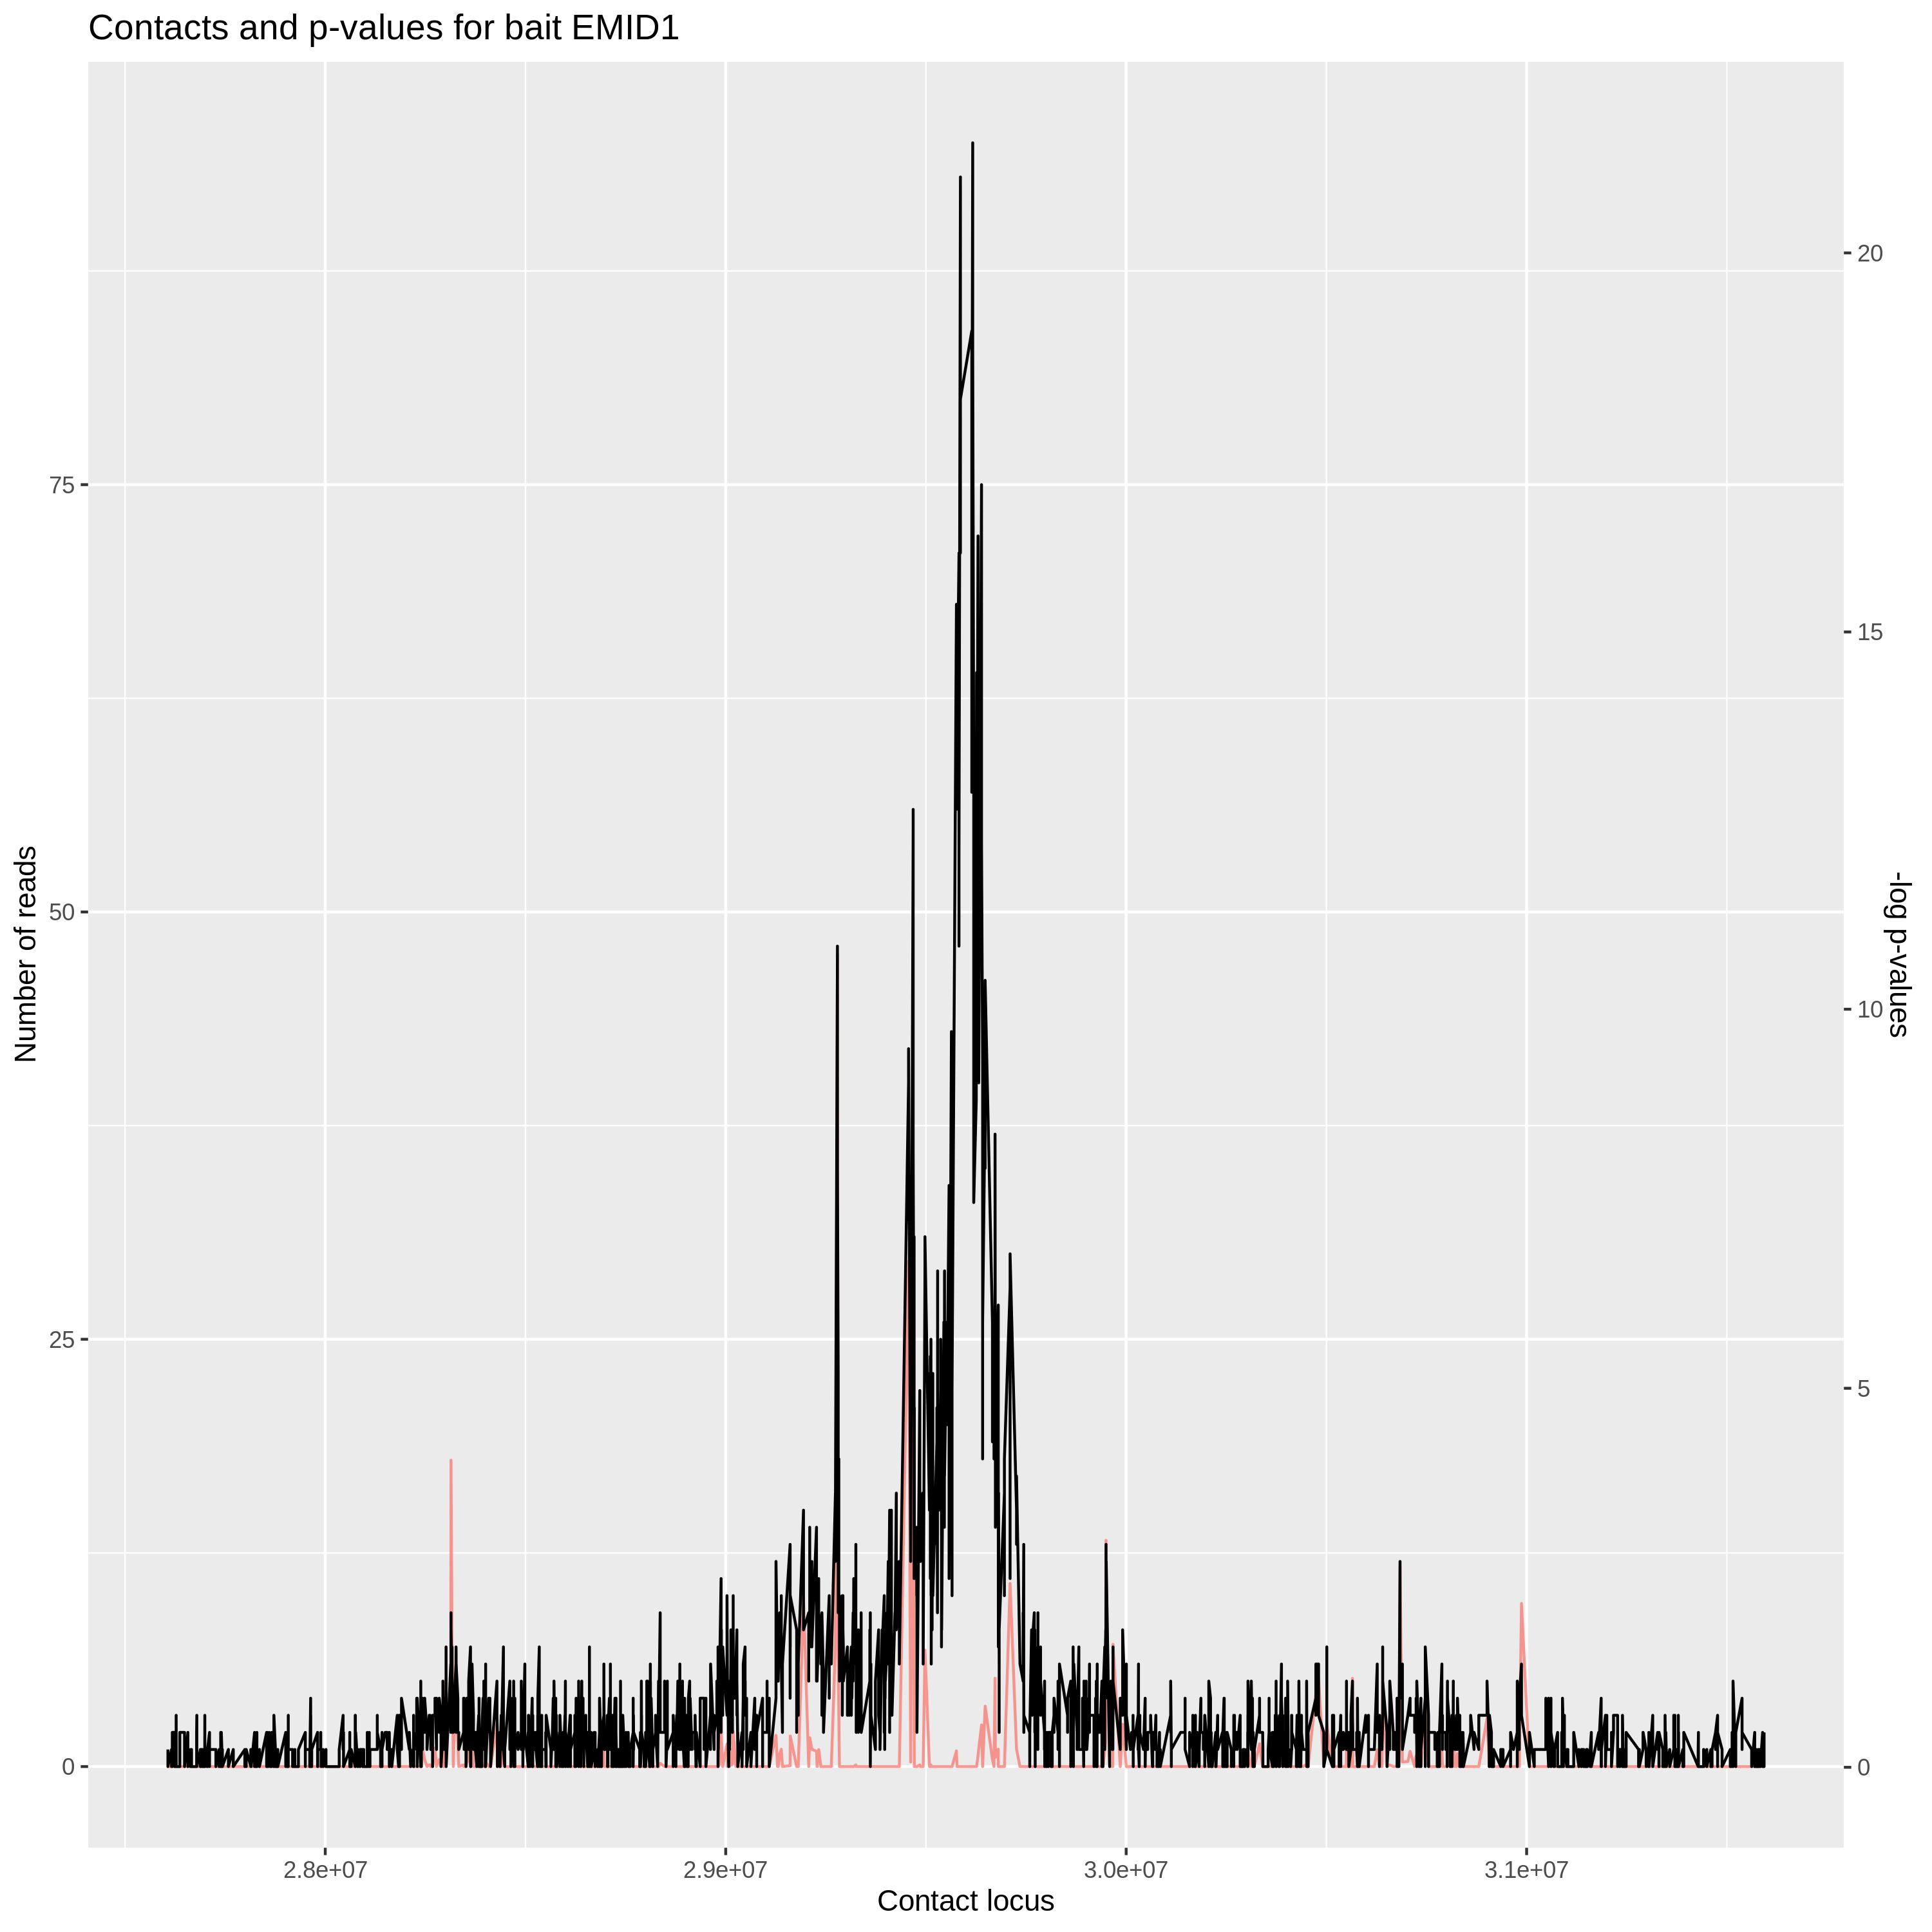 Contacts and p-values for bait EMID1
Number of reads
75
50
25
0
20
15
10
5
0
-log p-values
2.8e+07
2.9e+07
3.0e+07
3.1e+07
Contact locus